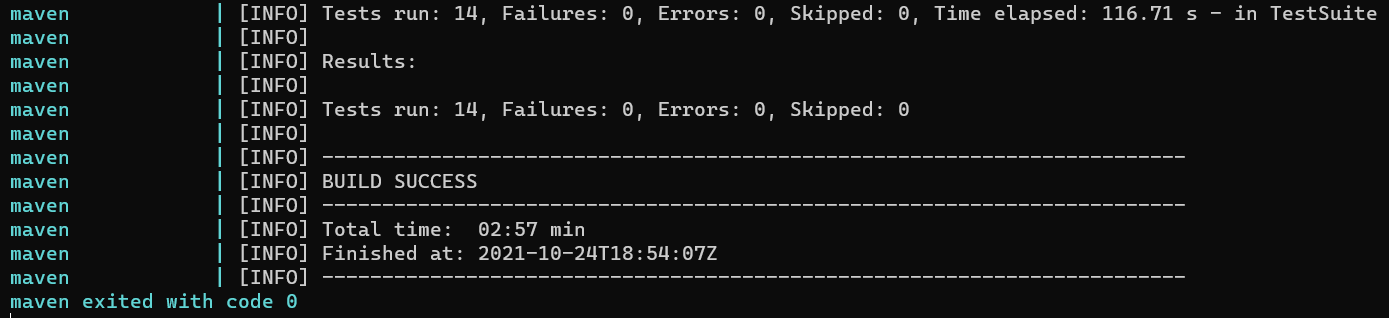 maven            | [INFO] Tests run: 14, Failures: 0, Errors: 0, Skipped: 0, Time elapsed: 116.71 s - in TestSuite
maven            | [INFO]
maven            | [INFO] Results:
maven            | [INFO]
maven            | [INFO] Tests run: 14, Failures: 0, Errors: 0, Skipped: 0
maven            | [INFO]
maven            | [INFO] ------------------------------------------------------------------------
maven            | [INFO] BUILD SUCCESS
maven            | [INFO] ------------------------------------------------------------------------
maven            | [INFO] Total time:  02:57 min
maven            | [INFO] Finished at: 2021-10-24T18:54:07Z
maven            | [INFO] ------------------------------------------------------------------------
maven exited with code 0